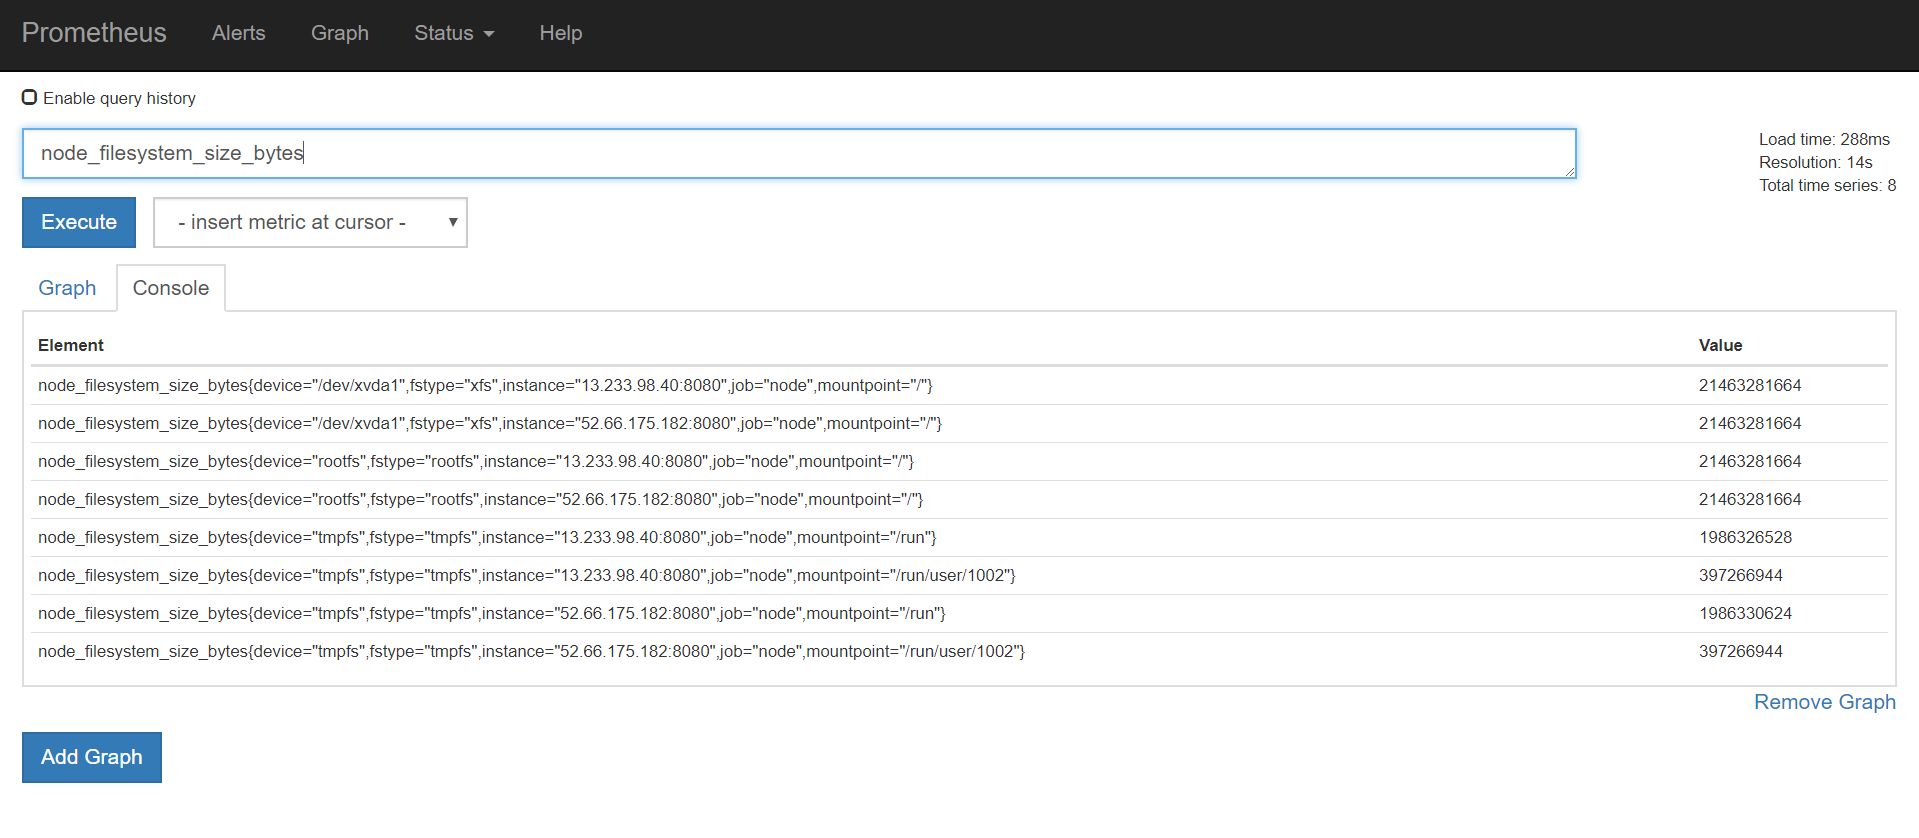 Prometheus Alerts Graph Status Help
Enable query history
node_filesystem_size_bytes
Load time: 288ms
Resolution: 14s
Total time series: 8
Execute - insert metric at cursor -
Graph Console
Element Value
node_filesystem_size_bytes{device="/dev/xvda1",fstype="xfs",instance="13.233.98.40:8080",job="node",mountpoint="/"} 21463281664
node_filesystem_size_bytes{device="/dev/xvda1",fstype="xfs",instance="52.66.175.182:8080",job="node",mountpoint="/"} 21463281664
node_filesystem_size_bytes{device="rootfs",fstype="rootfs",instance="13.233.98.40:8080",job="node",mountpoint="/"} 21463281664
node_filesystem_size_bytes{device="rootfs",fstype="rootfs",instance="52.66.175.182:8080",job="node",mountpoint="/"} 21463281664
node_filesystem_size_bytes{device="tmpfs",fstype="tmpfs",instance="13.233.98.40:8080",job="node",mountpoint="/run"} 1986326528
node_filesystem_size_bytes{device="tmpfs",fstype="tmpfs",instance="13.233.98.40:8080",job="node",mountpoint="/run/user/1002"} 397266944
node_filesystem_size_bytes{device="tmpfs",fstype="tmpfs",instance="52.66.175.182:8080",job="node",mountpoint="/run"} 1986330624
node_filesystem_size_bytes{device="tmpfs",fstype="tmpfs",instance="52.66.175.182:8080",job="node",mountpoint="/run/user/1002"} 397266944
Remove Graph
Add Graph